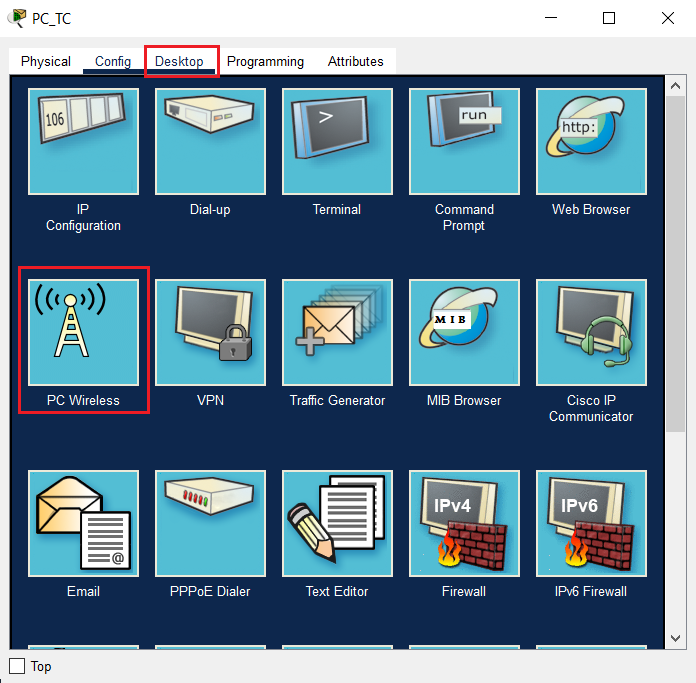 PC_TC
Physical Config Desktop Programming Attributes
106
>
run
http:
IP
Configuration
Dial-up
Terminal
Command
Prompt
Web Browser
MIB
PC Wireless
VPN
Traffic Generator
MIB Browser
Cisco IP
Communicator
@
IPv4
IPv6
Email
PPPoE Dialer
Text Editor
Firewall
IPv6 Firewall
Top